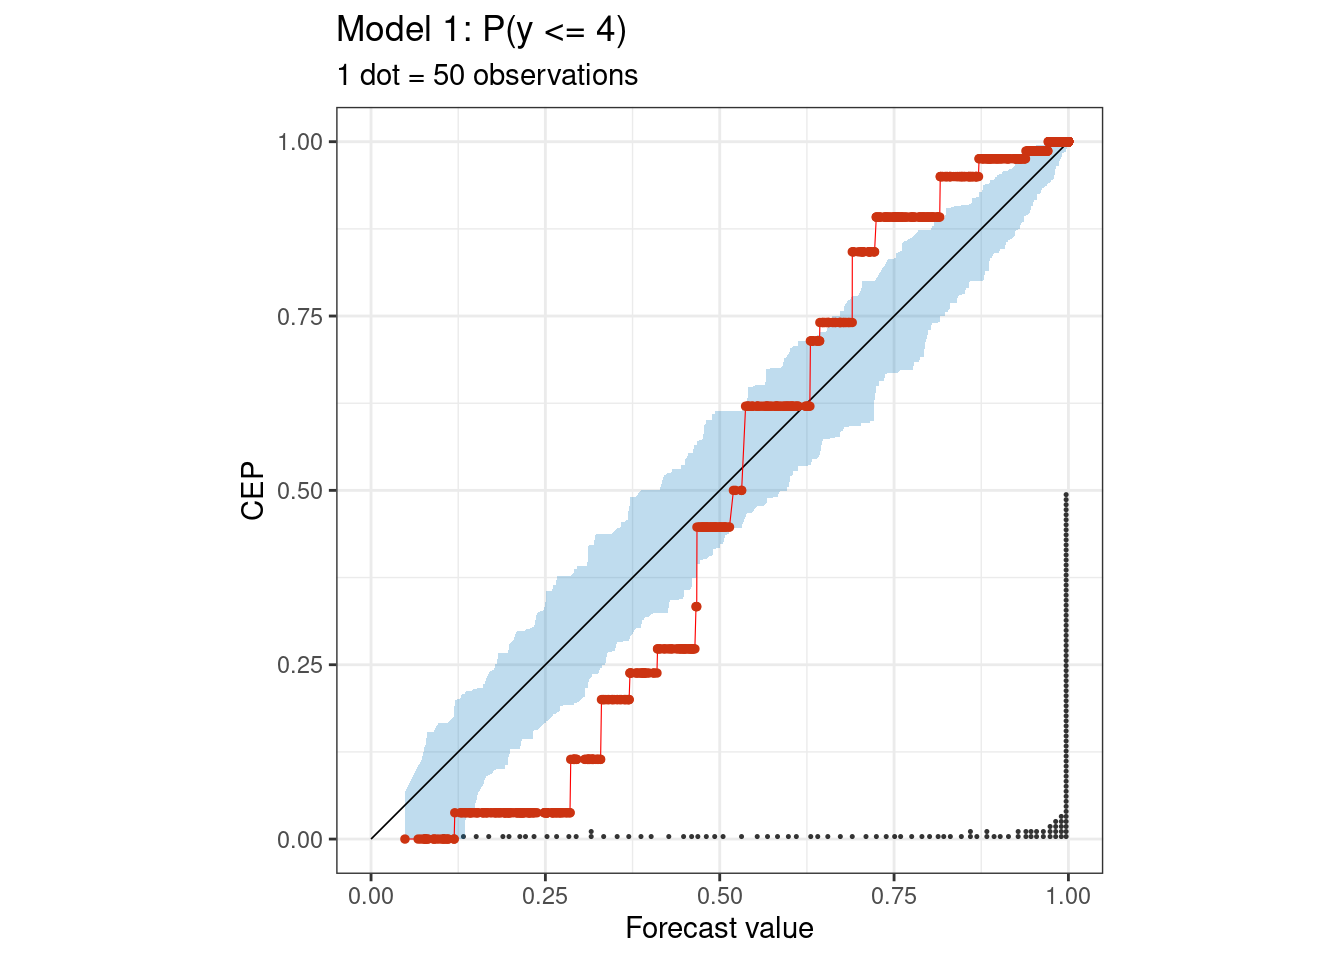 Model 1: P(y <= 4)
1 dot = 50 observations
1.00
0.75
0.50
0.25
0.00
CEP
0.00 0.25 0.50 0.75 1.00
Forecast value